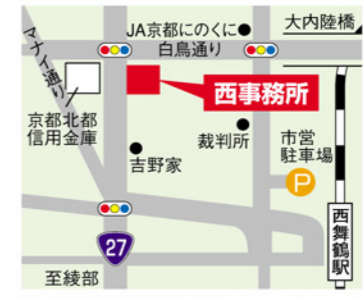 JA京都にのくに
大内陸橋
白鳥通り
マナイ通り
西事務所
京都北都
信用金庫
裁判所
市営
駐車場
吉野家
P
27
西舞鶴駅
至綾部